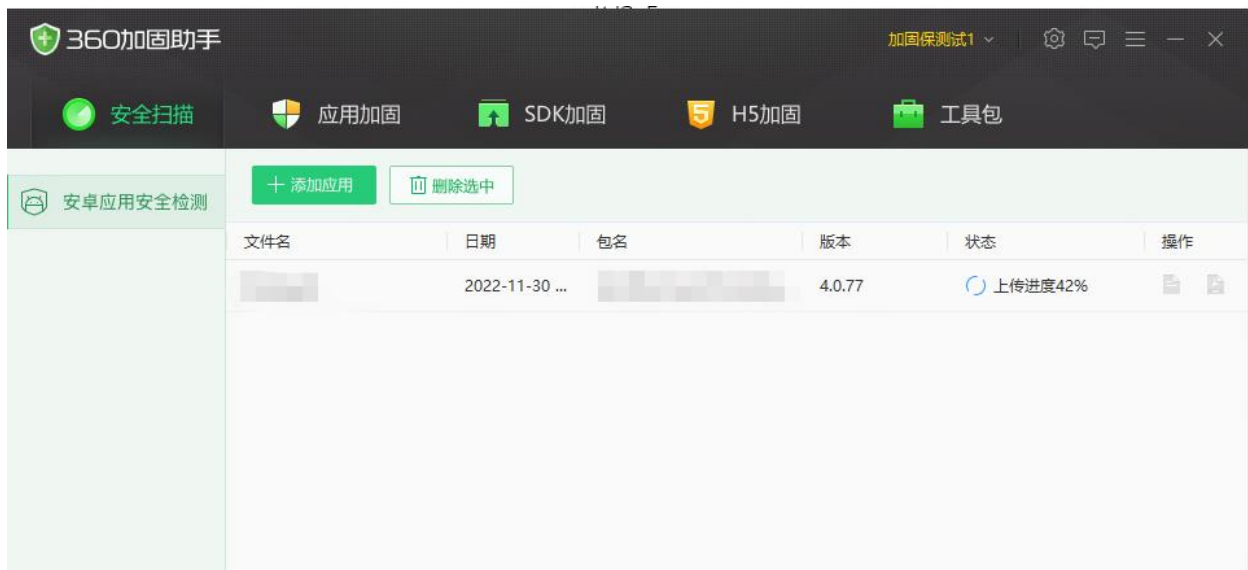 360加固助手
加固保测试1
安全扫描 应用加固 SDK加固 5 H5加固 工具包
安卓应用安全检测
添加应用 删除选中
文件名 日期 包名 版本 状态 操作
2022-11-30 ... 4.0.77 上传进度42%